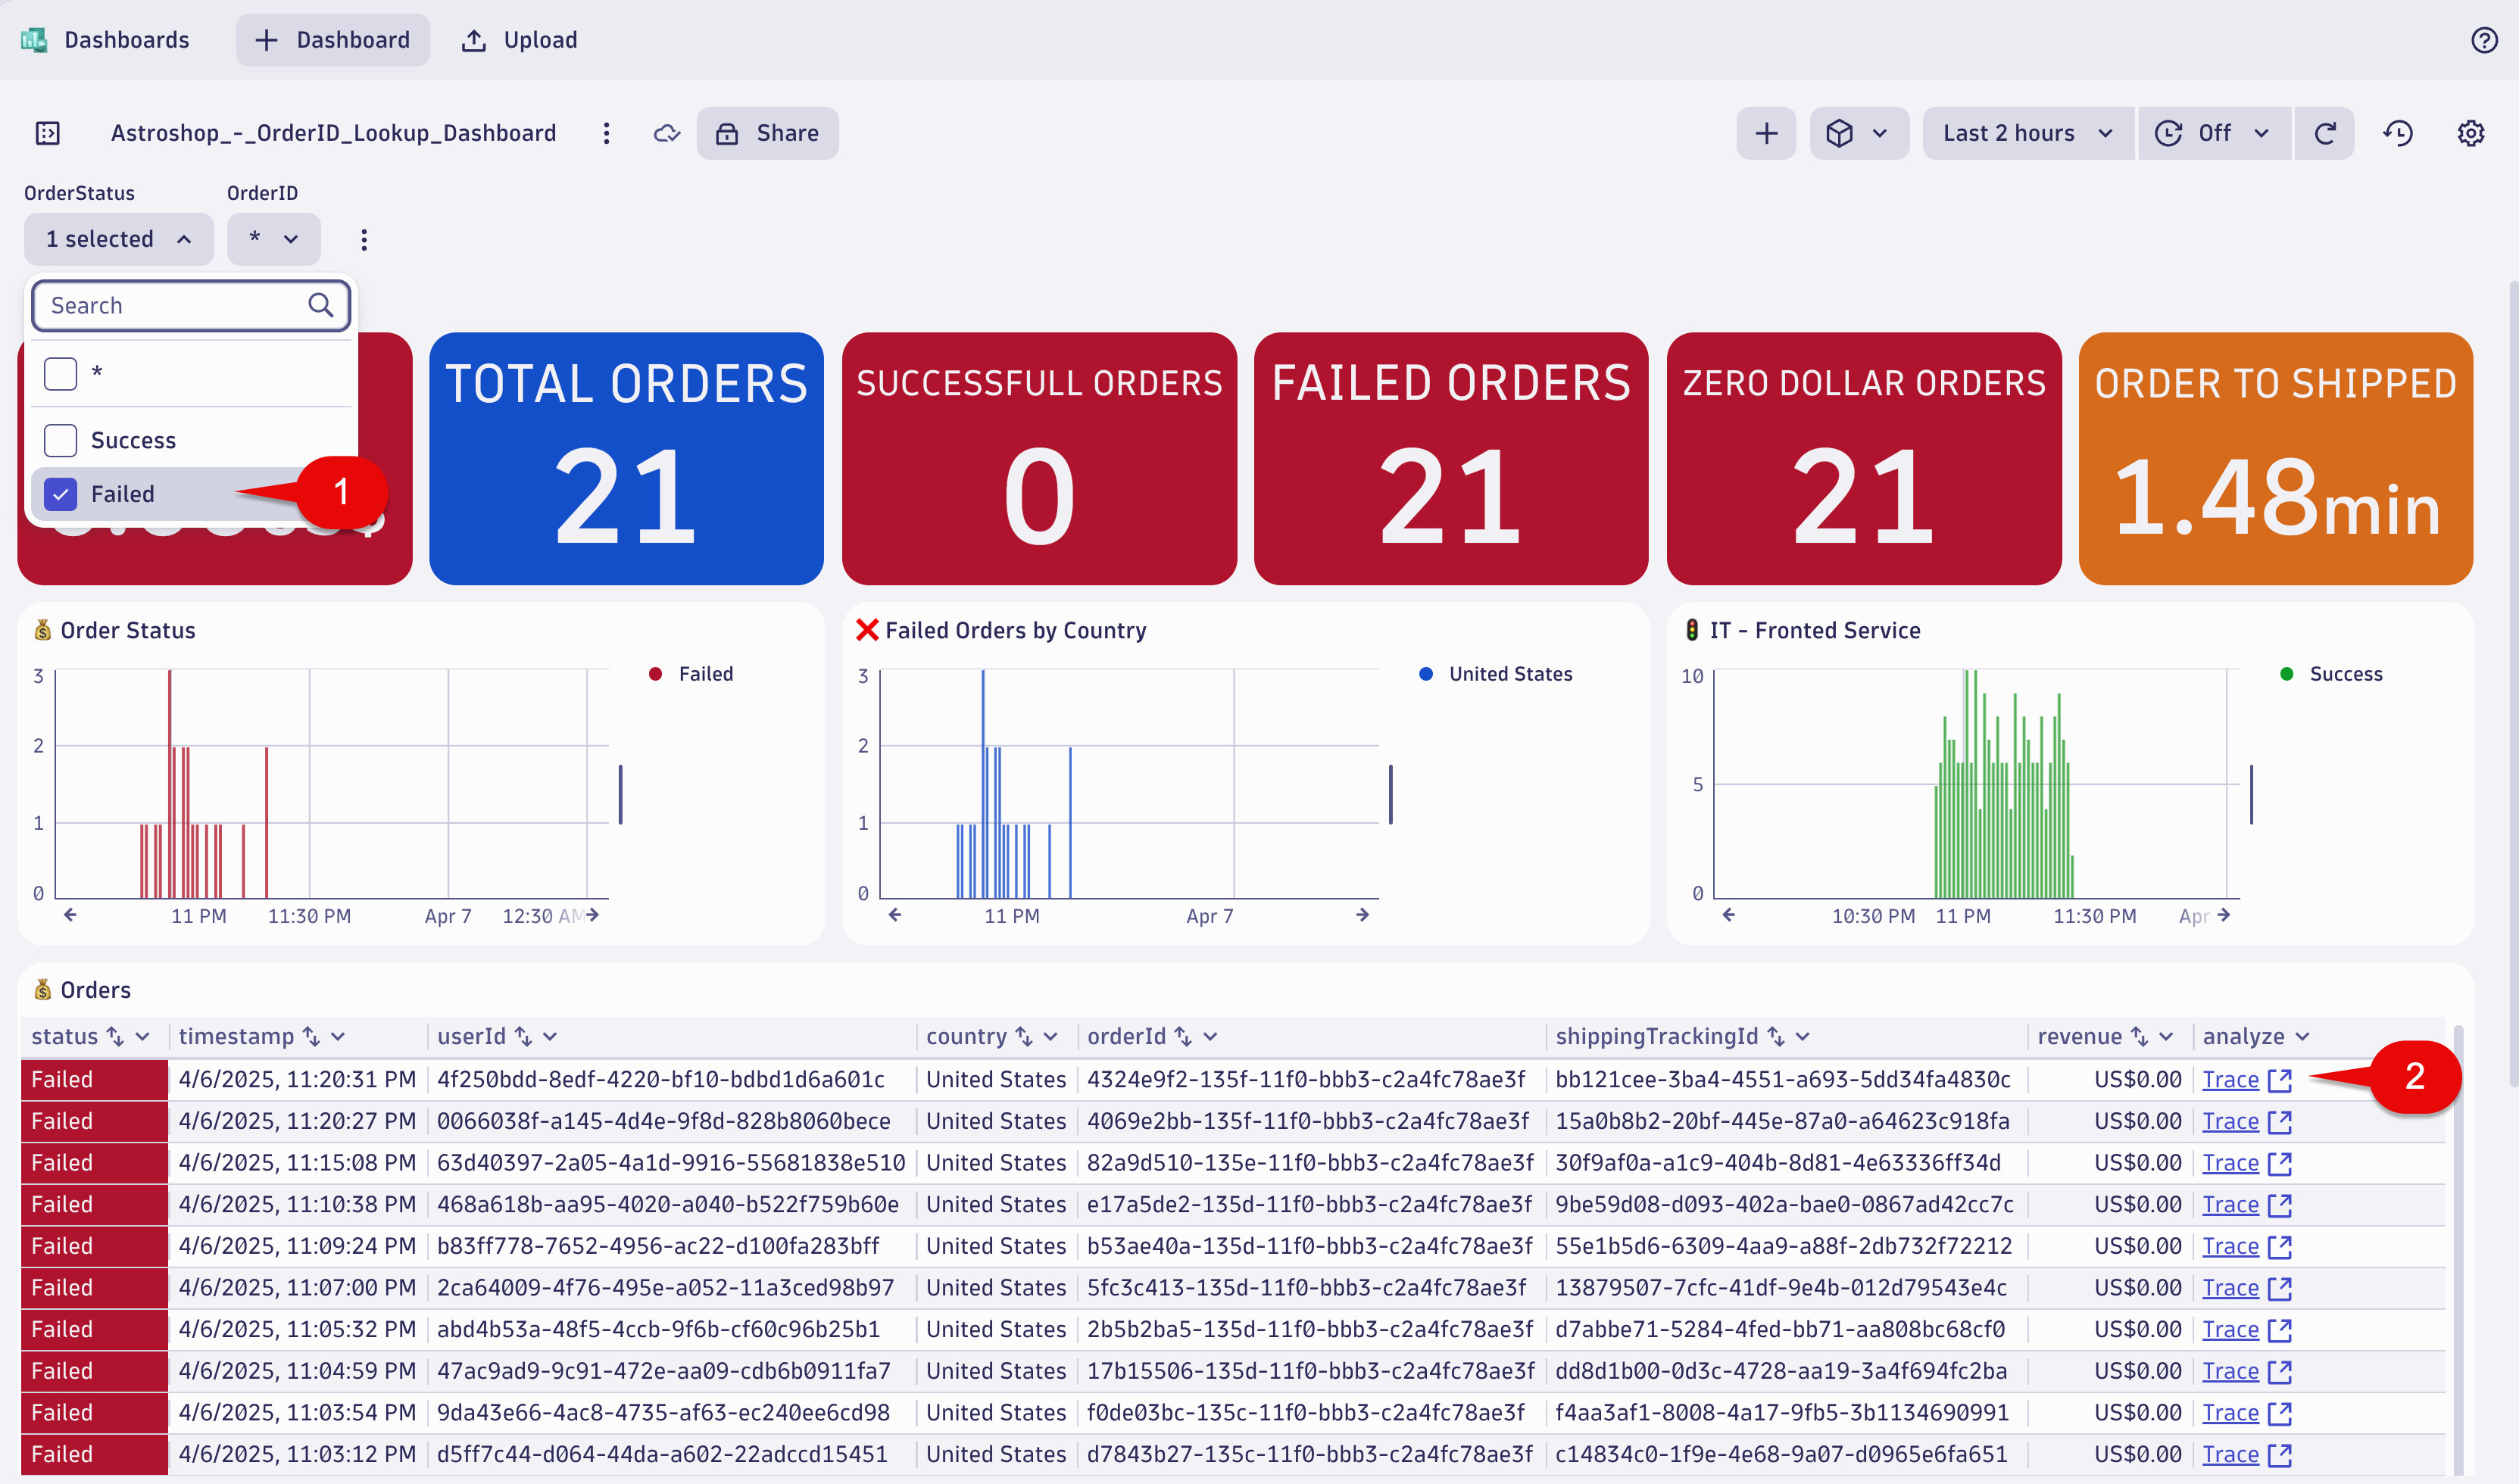 Dashboards
Dashboard
Upload
Astroshop_-_OrderID_Lookup_Dashboard
Share
Last 2 hours
Off
OrderStatus
OrderID
1 selected
*
Search
*
Success
Failed
1
TOTAL ORDERS
21
SUCCESSFULL ORDERS
0
FAILED ORDERS
21
ZERO DOLLAR ORDERS
21
ORDER TO SHIPPED
1.48min
Order Status
3
2
1
0
11 PM 11:30 PM Apr 7 12:30 AM
Failed
Failed Orders by Country
3
2
1
0
11 PM Apr 7
United States
IT - Fronted Service
10
5
0
10:30 PM 11 PM 11:30 PM Apr
Success
Orders
status timestamp userId country orderId shippingTrackingId revenue analyze
Failed 4/6/2025, 11:20:31 PM 4f250bdd-8edf-4220-bf10-bdbd1d6a601c United States 4324e9f2-135f-11f0-bbb3-c2a4fc78ae3f bb121cee-3ba4-4551-a693-5dd34fa4830c US$0.00 Trace
2
Failed 4/6/2025, 11:20:27 PM 0066038f-a145-4d4e-9f8d-828b8060bece United States 4069e2bb-135f-11f0-bbb3-c2a4fc78ae3f 15a0b8b2-20bf-445e-87a0-a64623c918fa US$0.00 Trace
Failed 4/6/2025, 11:15:08 PM 63d40397-2a05-4a1d-9916-55681838e510 United States 82a9d510-135e-11f0-bbb3-c2a4fc78ae3f 30f9af0a-a1c9-404b-8d81-4e63336ff34d US$0.00 Trace
Failed 4/6/2025, 11:10:38 PM 468a618b-aa95-4020-a040-b522f759b60e United States e17a5de2-135d-11f0-bbb3-c2a4fc78ae3f 9be59d08-d093-402a-bae0-0867ad42cc7c US$0.00 Trace
Failed 4/6/2025, 11:09:24 PM b83ff778-7652-4956-ac22-d100fa283bff United States b53ae40a-135d-11f0-bbb3-c2a4fc78ae3f 55e1b5d6-6309-4aa9-a88f-2db732f72212 US$0.00 Trace
Failed 4/6/2025, 11:07:00 PM 2ca64009-4f76-495e-a052-11a3ced98b97 United States 5fc3c413-135d-11f0-bbb3-c2a4fc78ae3f 13879507-7cfc-41df-9e4b-012d79543e4c US$0.00 Trace
Failed 4/6/2025, 11:05:32 PM abd4b53a-48f5-4ccb-9f6b-cf60c96b25b1 United States 2b5b2ba5-135d-11f0-bbb3-c2a4fc78ae3f d7abbe71-5284-4fed-bb71-aa808bc68cf0 US$0.00 Trace
Failed 4/6/2025, 11:04:59 PM 47ac9ad9-9c91-472e-aa09-cdb6b0911fa7 United States 17b15506-135d-11f0-bbb3-c2a4fc78ae3f dd8d1b00-0d3c-4728-aa19-3a4f694fc2ba US$0.00 Trace
Failed 4/6/2025, 11:03:54 PM 9da43e66-4ac8-4735-af63-ec240ee6cd98 United States f0de03bc-135c-11f0-bbb3-c2a4fc78ae3f f4aa3af1-8008-4a17-9fb5-3b1134690991 US$0.00 Trace
Failed 4/6/2025, 11:03:12 PM d5ff7c44-d064-44da-a602-22adccd15451 United States d7843b27-135c-11f0-bbb3-c2a4fc78ae3f c14834c0-1f9e-4e68-9a07-d0965e6fa651 US$0.00 Trace